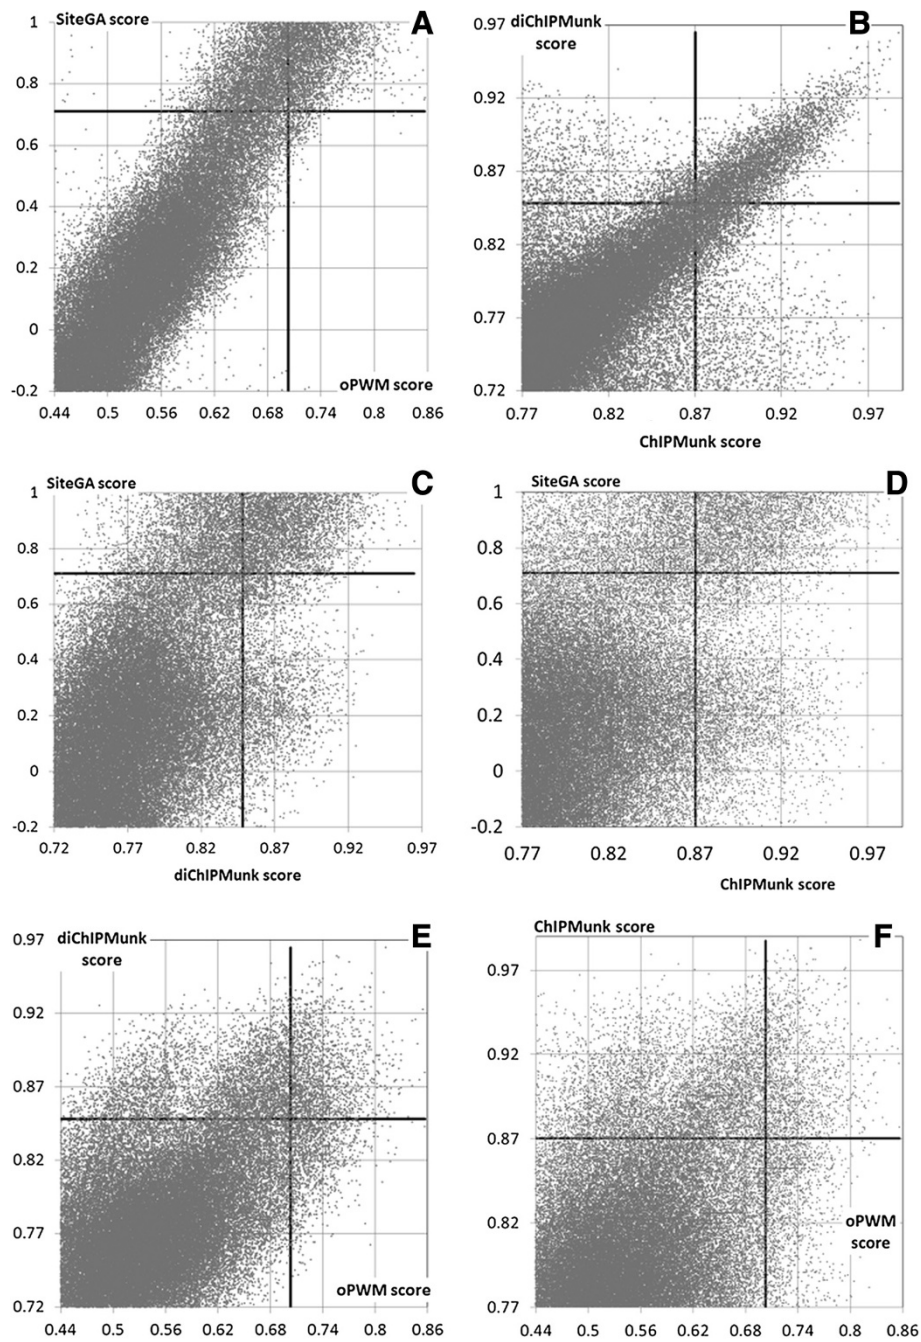 SiteGA score
A
1
0.8
0.6
0.4
0.2
0
-0.2
oPWM score
0.44 0.5 0.56 0.62 0.68 0.74 0.8 0.86
0.97
diChIPMunk
score
B
0.92
0.87
0.82
0.77
0.72
0.77 0.82 0.87 0.92 0.97
ChIPMunk score
SiteGA score
C
1
0.8
0.6
0.4
0.2
0
-0.2
0.72 0.77 0.82 0.87 0.92 0.97
diChIPMunk score
SiteGA score
D
1
0.8
0.6
0.4
0.2
0
-0.2
0.77 0.82 0.87 0.92 0.97
ChIPMunk score
0.97
diChIPMunk
score
E
0.92
0.87
0.82
0.77
0.72
oPWM score
0.44 0.5 0.56 0.62 0.68 0.74 0.8 0.86
ChIPMunk score
F
0.97
0.92
0.87
0.82
0.77
oPWM
score
0.44 0.5 0.56 0.62 0.68 0.74 0.8 0.86